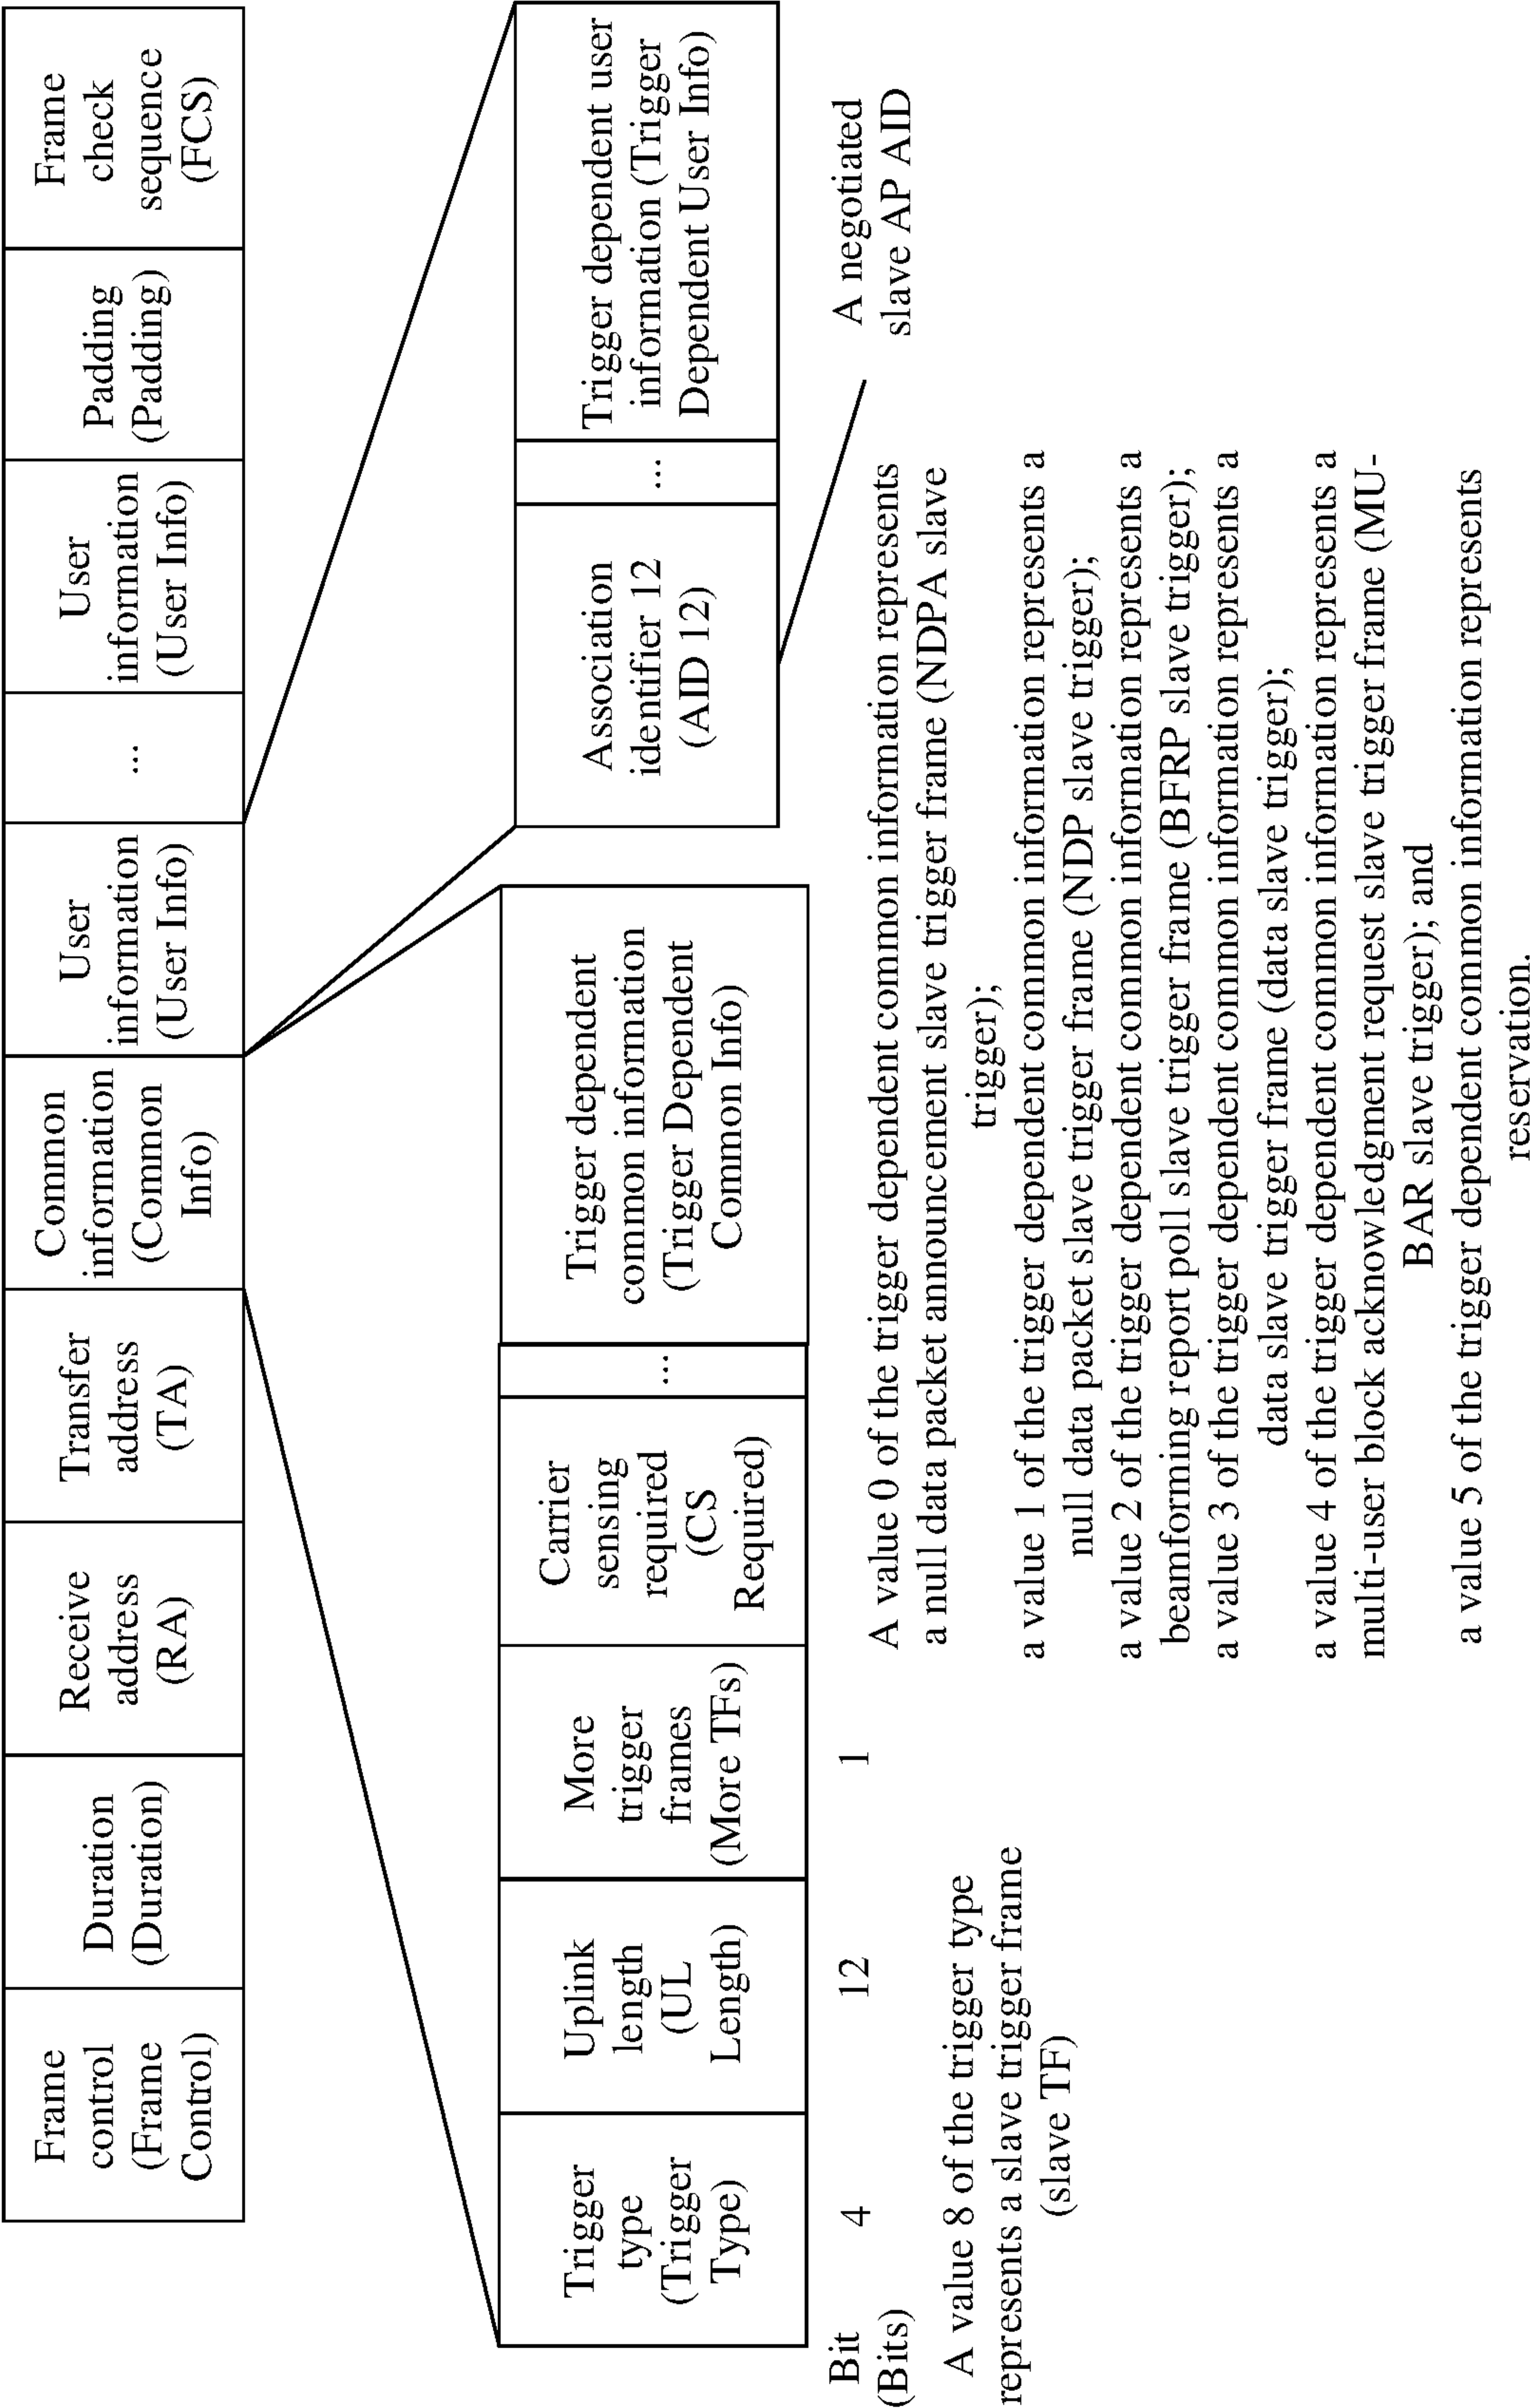 Frame
control
(Frame
Control)
Duration
(Duration)
Receive
address
(RA)
Transfer
address
(TA)
Common
information
(Common
Info)
User
information
(User Info)
...
User
information
(User Info)
Padding
(Padding)
Frame
check
sequence
(FCS)
Trigger
type
(Trigger
Type)
Uplink
length
(UL
Length)
More
trigger
frames
(More TFs)
Carrier
sensing
required
(CS
Required)
...
Trigger dependent
common information
(Trigger Dependent
Common Info)
Association
identifier 12
(AID 12)
...
Trigger dependent user
information (Trigger
Dependent User Info)
Bit
(Bits)
4
12
1
A value 8 of the trigger type
represents a slave trigger frame
(slave TF)
A negotiated
slave AP AID
A value 0 of the trigger dependent common information represents
a null data packet announcement slave trigger frame (NDPA slave
trigger);
a value 1 of the trigger dependent common information represents a
null data packet slave trigger frame (NDP slave trigger);
a value 2 of the trigger dependent common information represents a
beamforming report poll slave trigger frame (BFRP slave trigger);
a value 3 of the trigger dependent common information represents a
data slave trigger frame (data slave trigger);
a value 4 of the trigger dependent common information represents a
multi-user block acknowledgment request slave trigger frame (MU-
BAR slave trigger); and
a value 5 of the trigger dependent common information represents
reservation.